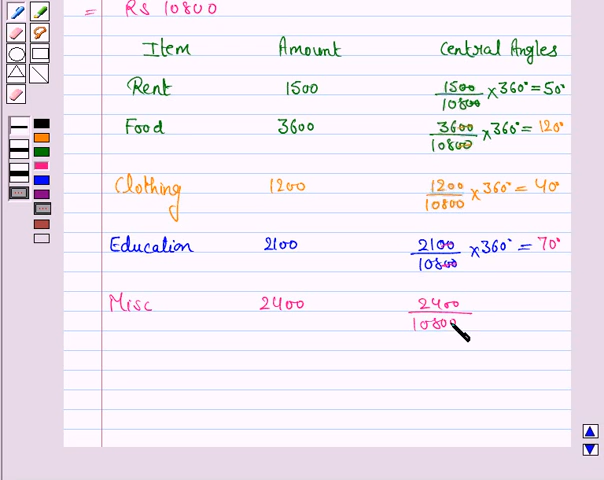 = Rs 10800
Item Amount Central Angles
Rent 1500 1500/10800 ×360°=50°
Food 3600 3600/10800 ×360°=120°
Clothing 1200 1200/10800 ×360°= 40°
Education 2100 2100/10800 ×360°= 70°
Misc 2400 2400/10800